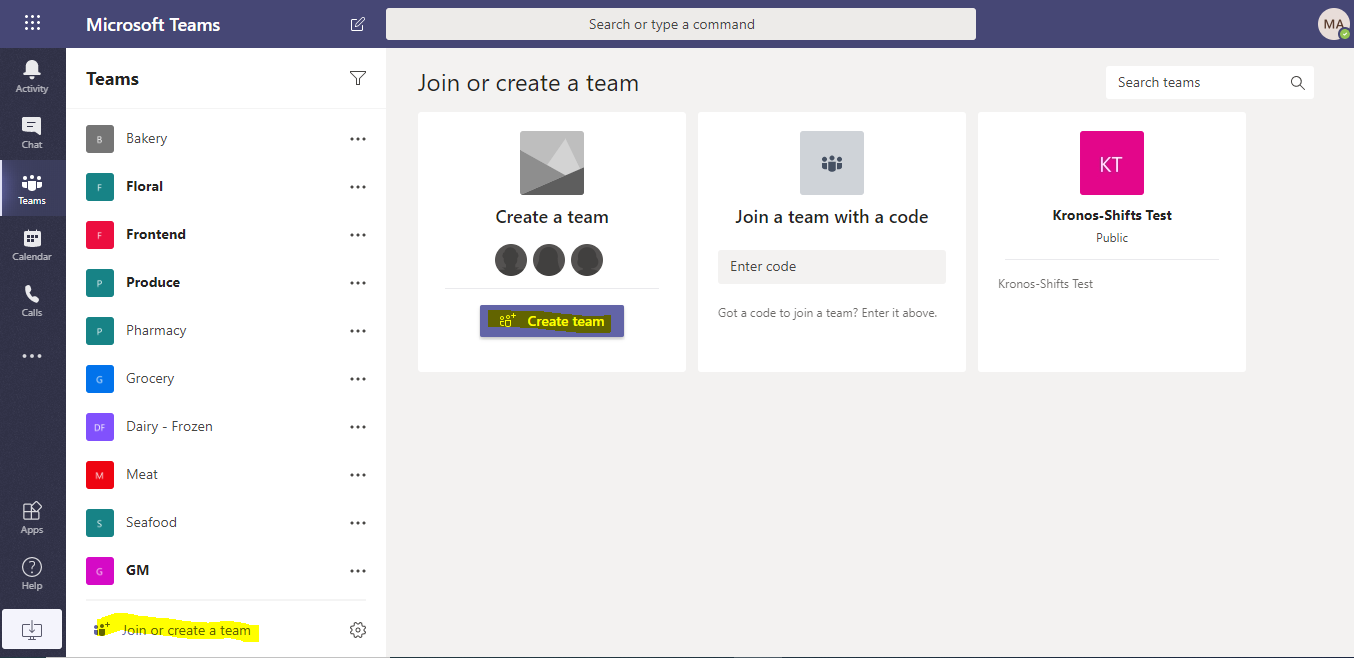 Microsoft Teams
Search or type a command
MA
Activity
Chat
Teams
Calendar
Calls
Apps
Help
Teams
B Bakery
F Floral
F Frontend
P Produce
P Pharmacy
G Grocery
DF Dairy - Frozen
M Meat
S Seafood
G GM
Join or create a team
Join or create a team
Search teams
Create a team
Create team
Join a team with a code
Enter code
Got a code to join a team? Enter it above.
KT
Kronos-Shifts Test
Public
Kronos-Shifts Test